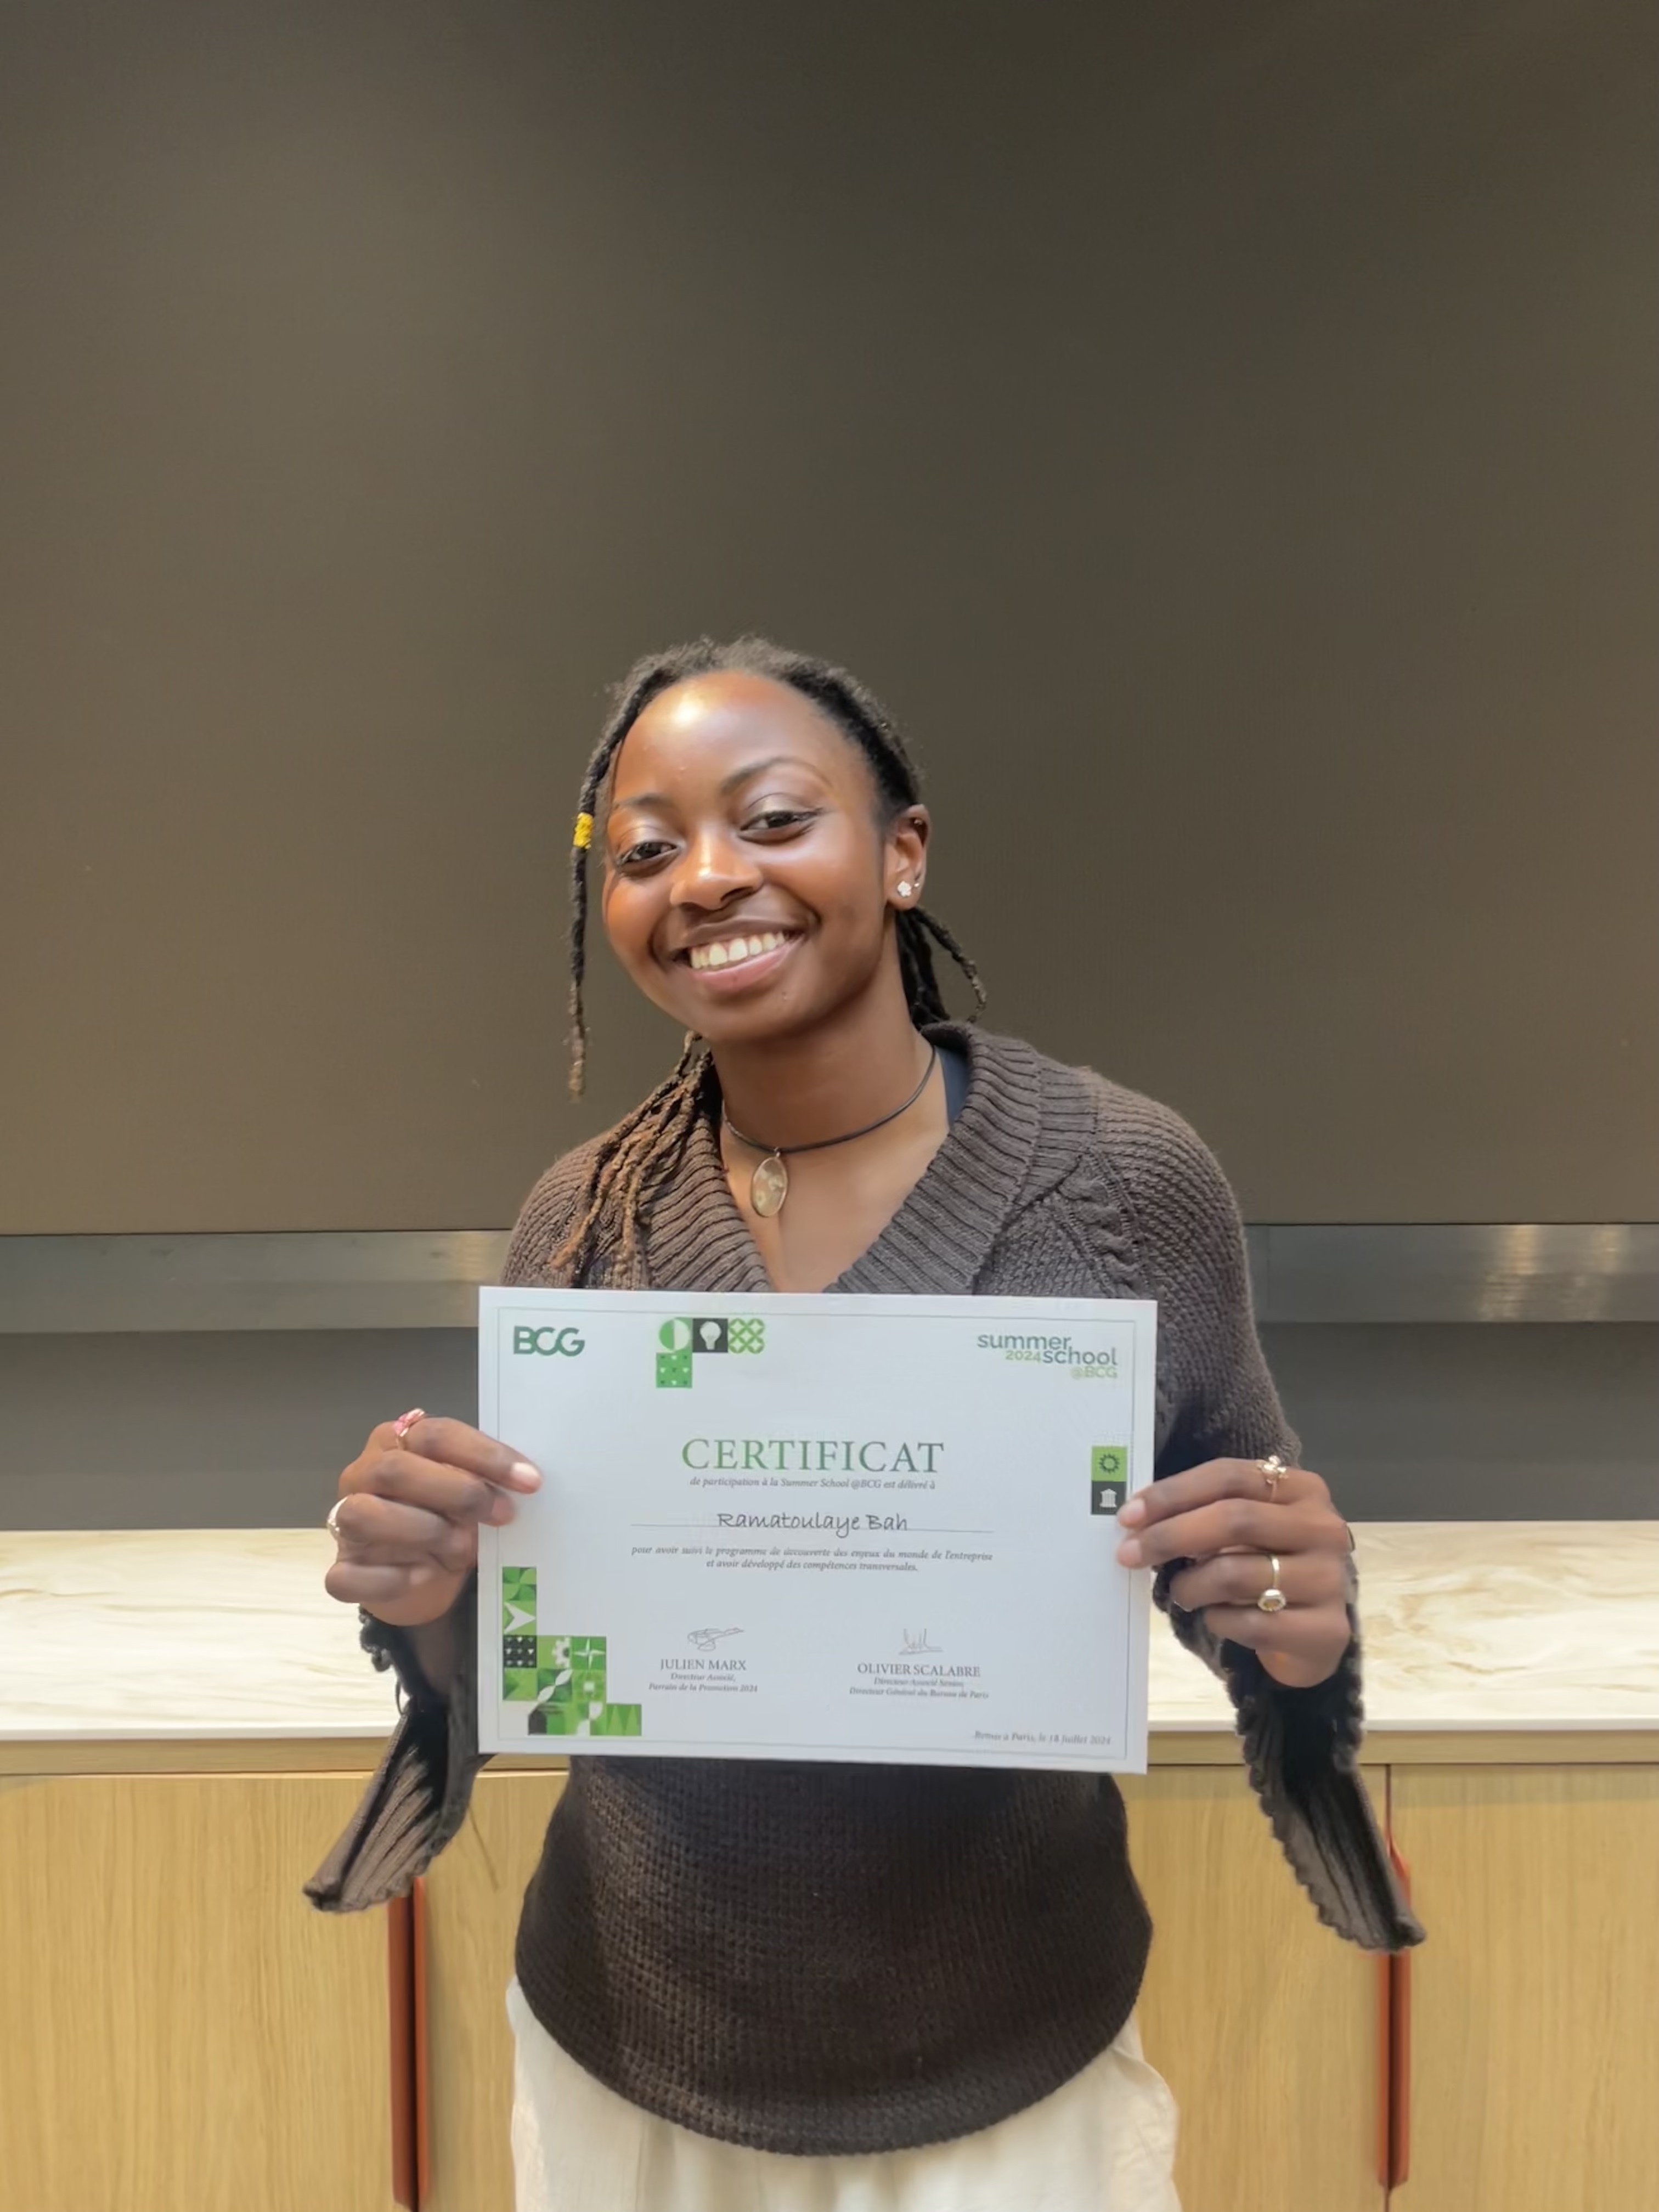 BCG
summer
2024 school
@BCG
CERTIFICAT
de participation à la Summer School @BCG est délivré à
Ramatoulaye Bah
pour avoir suivi le programme de découverte des enjeux du monde de l'entreprise
et avoir développé des compétences transversales.
JULIEN MARX
Directeur Associé,
Parrain de la Promotion 2024
OLIVIER SCALABRE
Directeur Associé Senior
Directeur Général du Bureau de Paris
Remis à Paris, le 18 Juillet 2024